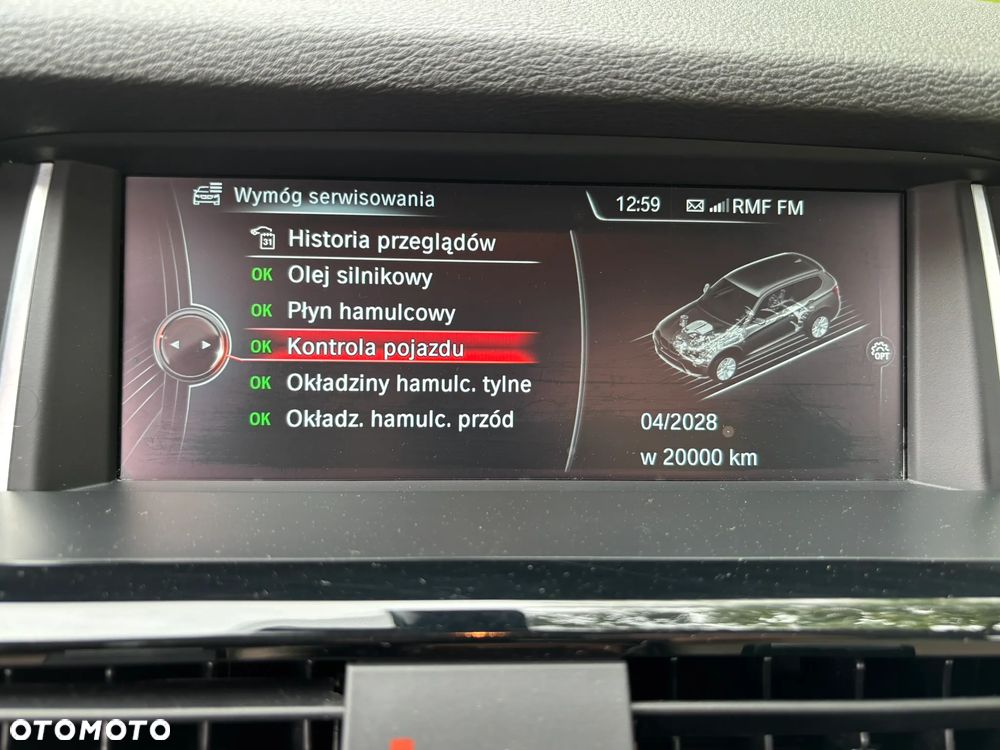 Wymóg serwisowania
12:59
RMF FM
31
Historia przeglądów
OK Olej silnikowy
OK Płyn hamulcowy
OK Kontrola pojazdu
OK Okładziny hamulc. tylne
OK Okładz. hamulc. przód
OPT
04/2028
w 20000 km
OTOMOTO